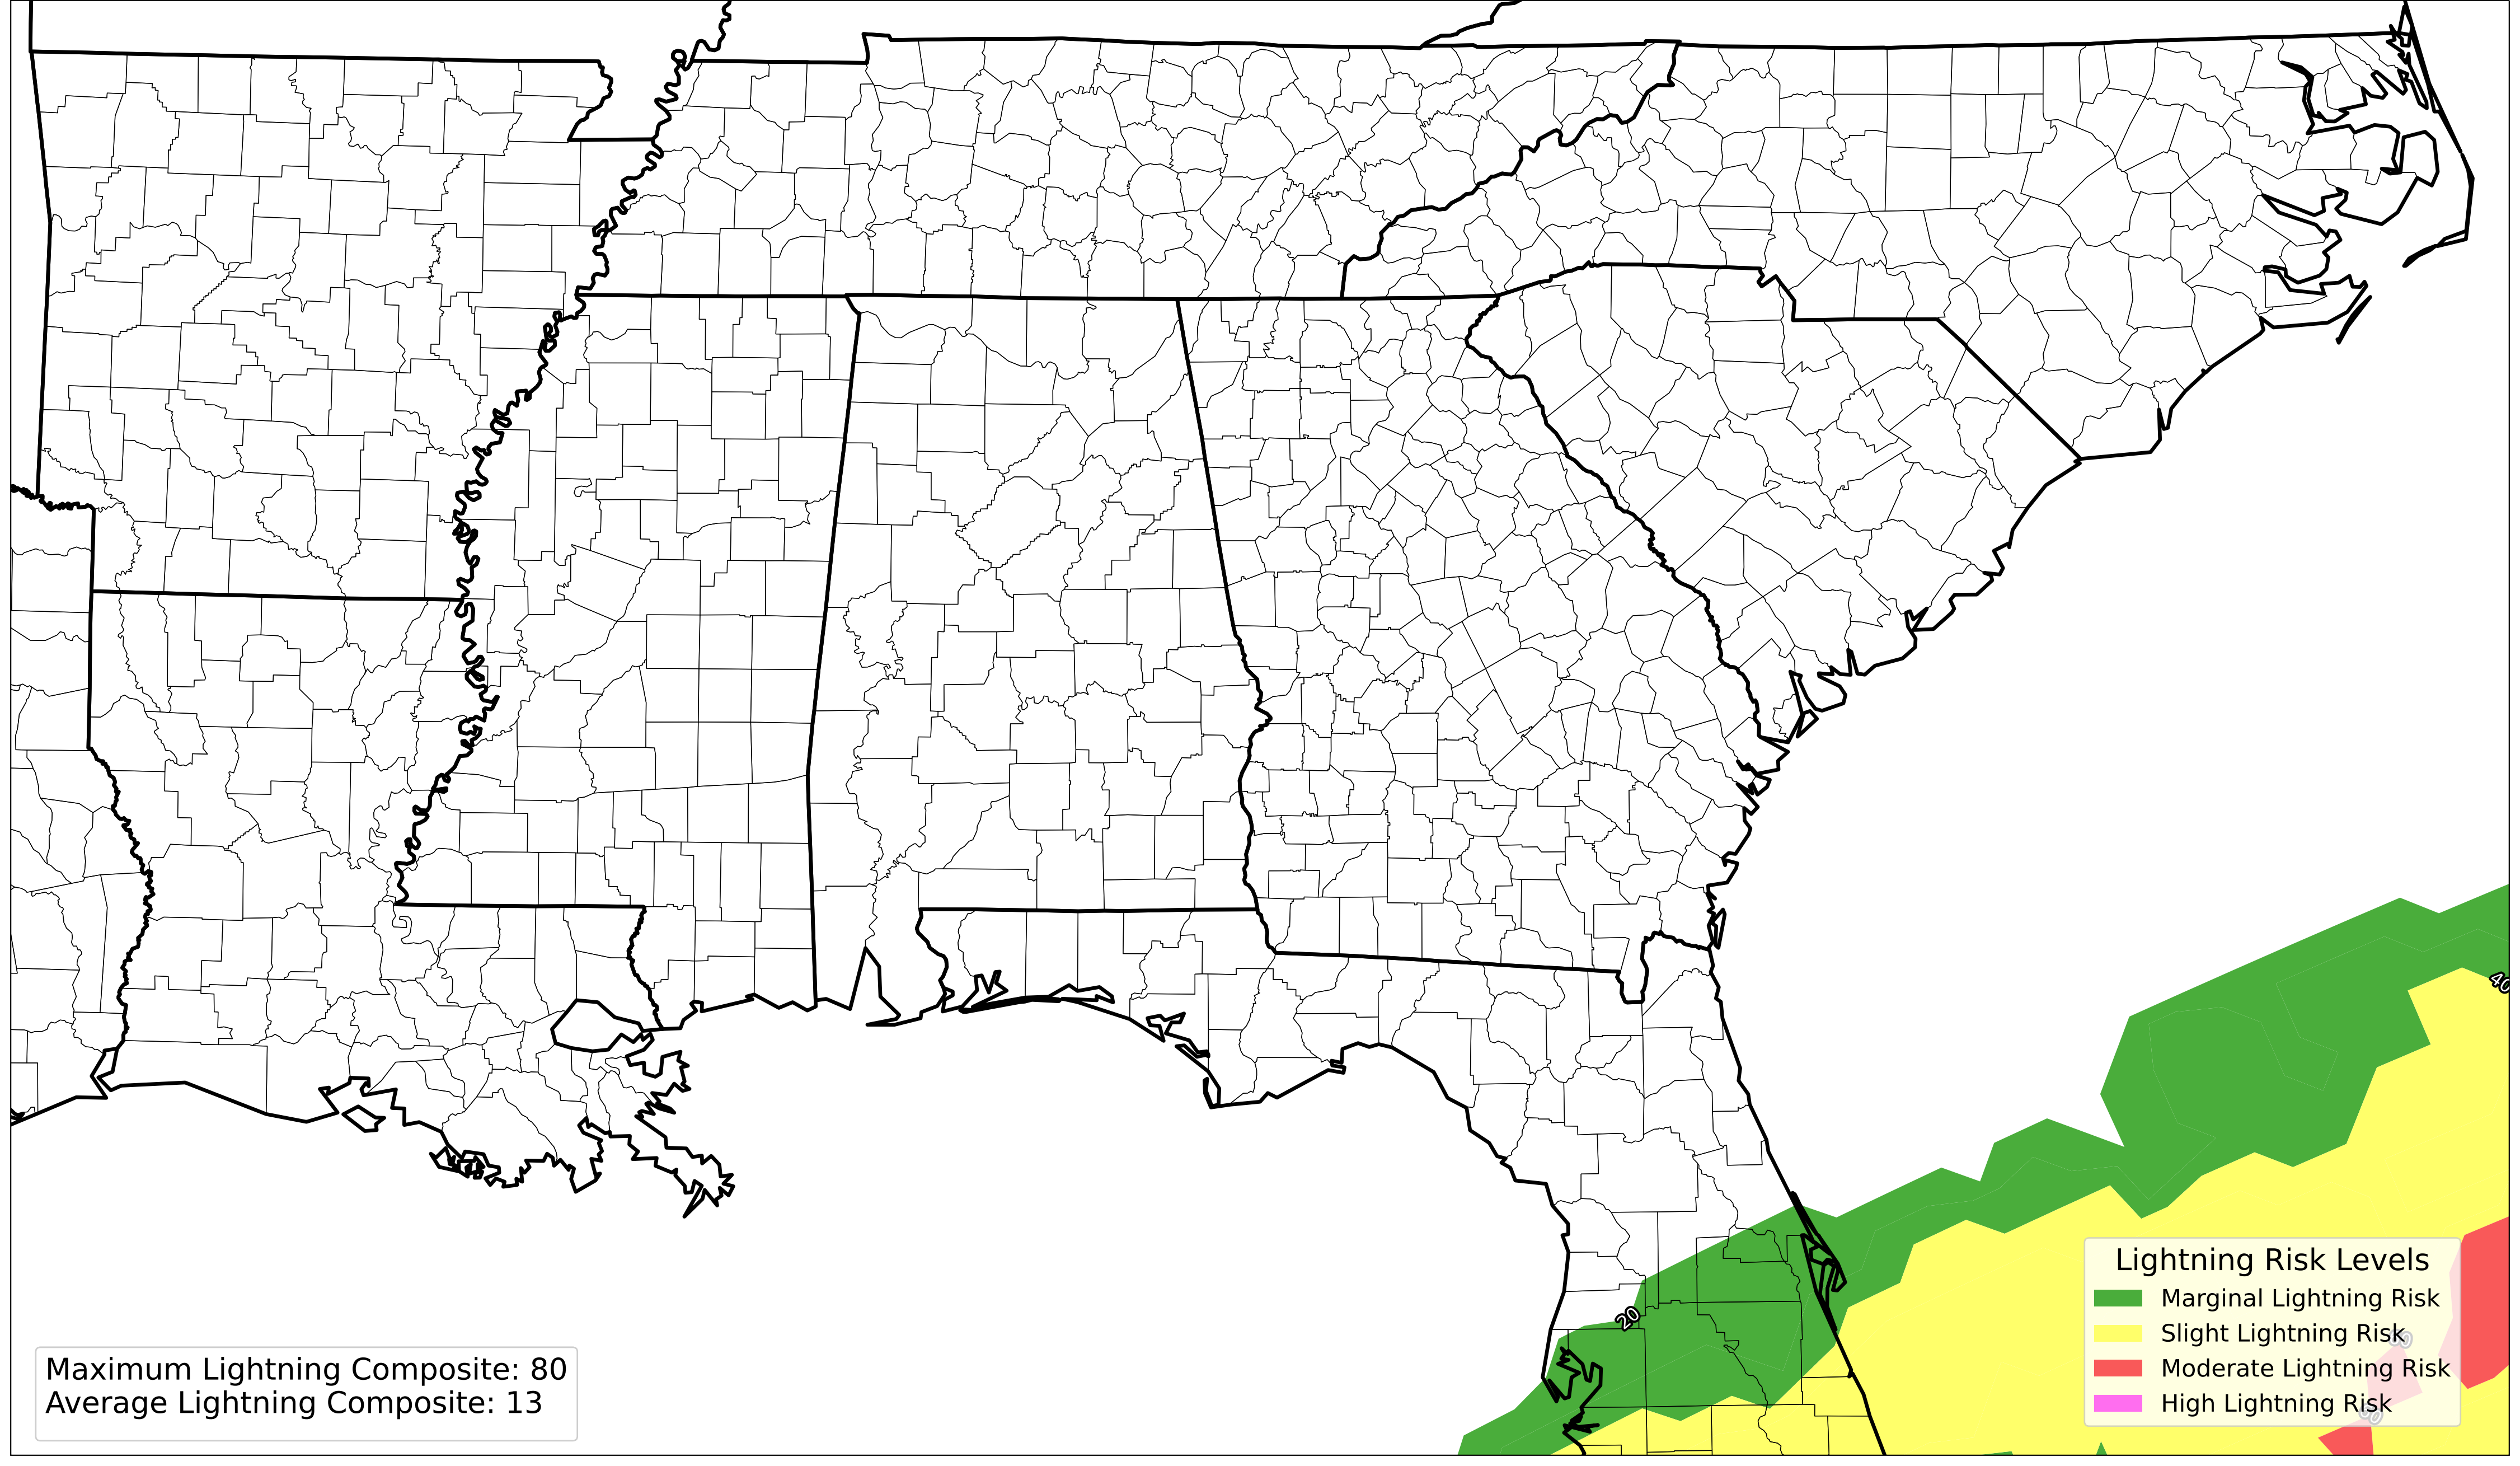 40
20
Lightning Risk Levels
Marginal Lightning Risk
Slight Lightning Risk
Moderate Lightning Risk
High Lightning Risk
Maximum Lightning Composite: 80
Average Lightning Composite: 13